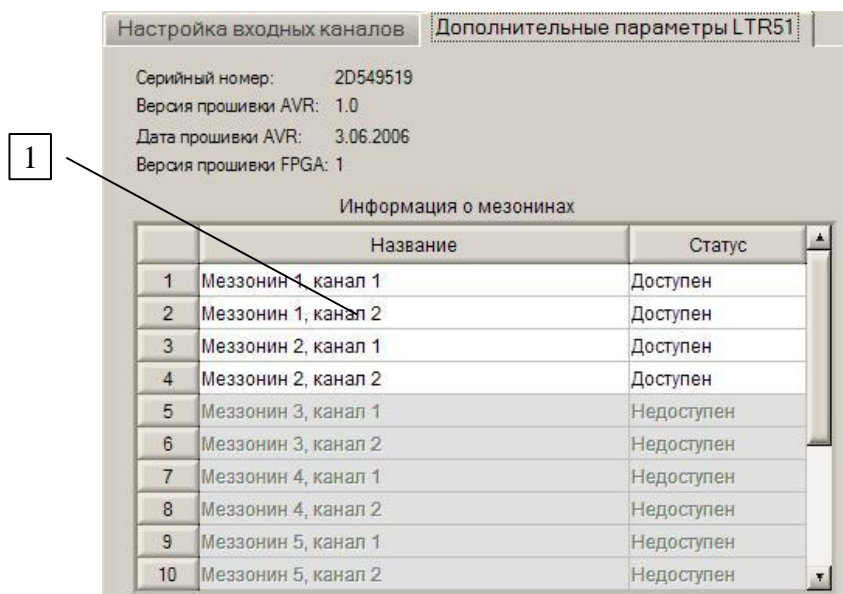 Настройка входных каналов Дополнительные параметры LTR51
Серийный номер: 2D549519
Версия прошивки AVR: 1.0
Дата прошивки AVR: 3.06.2006
1
Версия прошивки FPGA: 1
Информация о мезонинах
Название Статус
1 Меззонин 1, канал 1 Доступен
2 Меззонин 1, канал 2 Доступен
3 Меззонин 2, канал 1 Доступен
4 Меззонин 2, канал 2 Доступен
5 Меззонин 3, канал 1 Недоступен
6 Меззонин 3, канал 2 Недоступен
7 Меззонин 4, канал 1 Недоступен
8 Меззонин 4, канал 2 Недоступен
9 Меззонин 5, канал 1 Недоступен
10 Меззонин 5, канал 2 Недоступен